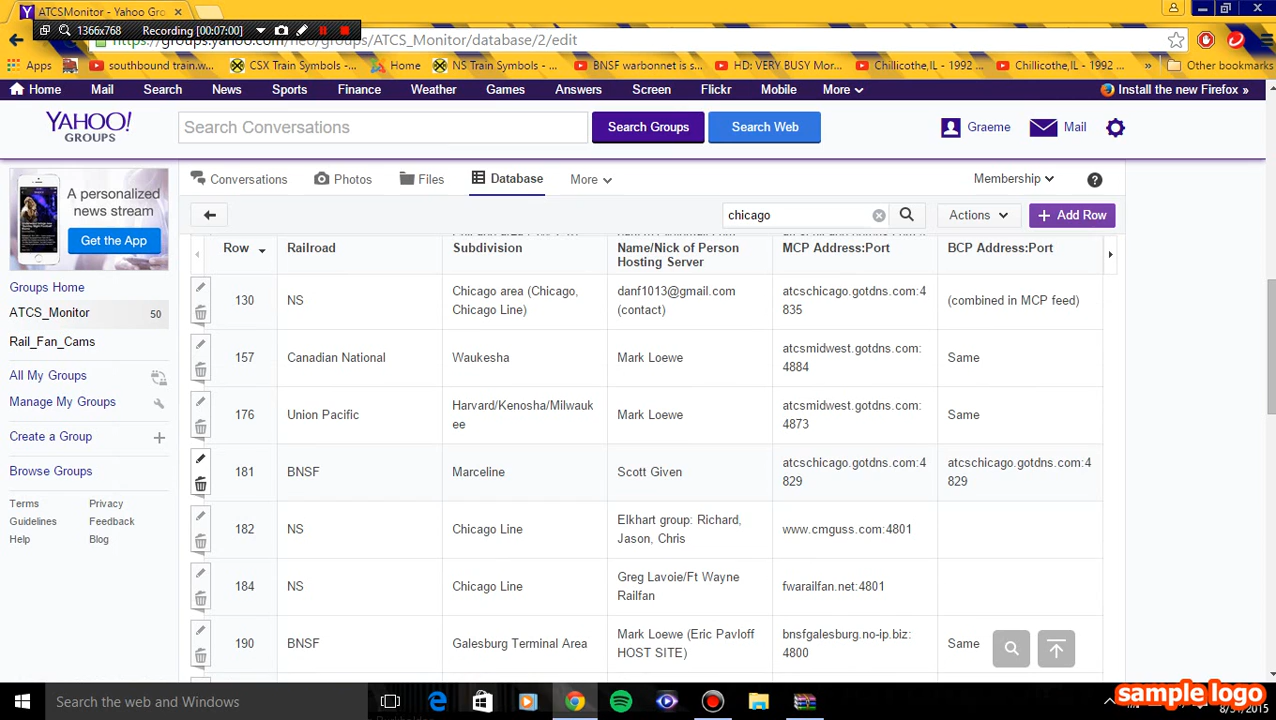 ATCSMonitor - Yahoo Gro
1366x768 Recording [00:07:00]
https://groups.yahoo.com/neo/groups/ATCS_Monitor/database/2/edit
Apps southbound train.w... CSX Train Symbols -... Home NS Train Symbols - ... BNSF warbonnet is s... HD: VERY BUSY Mor... Chillicothe,IL - 1992 ... Chillicothe,IL - 1992 ... » Other bookmarks
Home Mail Search News Sports Finance Weather Games Answers Screen Flickr Mobile More Install the new Firefox »
YAHOO!
GROUPS
Search Conversations Search Groups Search Web Graeme Mail
A personalized
news stream
Get the App
Conversations Photos Files Database More Membership ?
chicago Actions + Add Row
Row Railroad Subdivision Name/Nick of Person
Hosting Server MCP Address:Port BCP Address:Port
Groups Home
ATCS_Monitor 50
Rail_Fan_Cams
All My Groups
Manage My Groups
Create a Group +
Browse Groups
Terms Privacy
Guidelines Feedback
Help Blog
130 NS Chicago area (Chicago,
Chicago Line) danf1013@gmail.com
(contact) atcschicago.gotdns.com:4
835 (combined in MCP feed)
157 Canadian National Waukesha Mark Loewe atcsmidwest.gotdns.com:
4884 Same
176 Union Pacific Harvard/Kenosha/Milwauk
ee Mark Loewe atcsmidwest.gotdns.com:
4873 Same
181 BNSF Marceline Scott Given atcschicago.gotdns.com:4
829 atcschicago.gotdns.com:4
829
182 NS Chicago Line Elkhart group: Richard,
Jason, Chris www.cmguss.com:4801
184 NS Chicago Line Greg Lavoie/Ft Wayne
Railfan fwarailfan.net:4801
190 BNSF Galesburg Terminal Area Mark Loewe (Eric Pavloff
HOST SITE) bnsfgalesburg.no-ip.biz:
4800 Same
Search the web and Windows
sample logo
8/31/2015